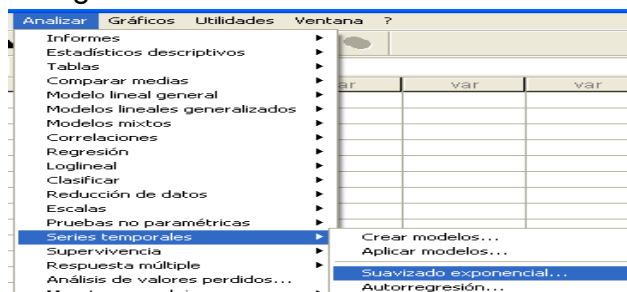 Analizar Gráficos Utilidades Ventana ?
Informes
Estadísticos descriptivos
Tablas
Comparar medias
ar var var
Modelo lineal general
Modelos lineales generalizados
Modelos mixtos
Correlaciones
Regresión
Loglineal
Clasificar
Reducción de datos
Escalas
Pruebas no paramétricas
Series temporales
Crear modelos...
Supervivencia
Aplicar modelos...
Respuesta múltiple
Suavizado exponencial...
Análisis de valores perdidos...
Autorregresión...